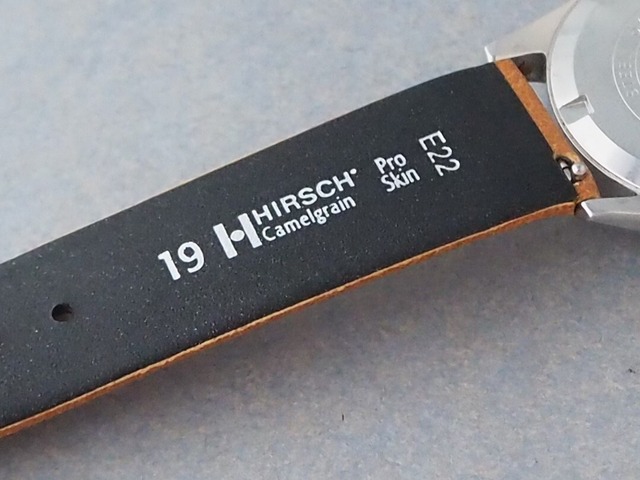 19
HIRSCH
Camelgrain
Pro
Skin
E22